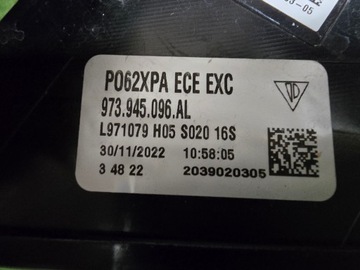 PO62XPA ECE EXC
973.945.096.AL
L971079 H05 S020 16S
30/11/2022 10:58:05
3 48 22 2039020305